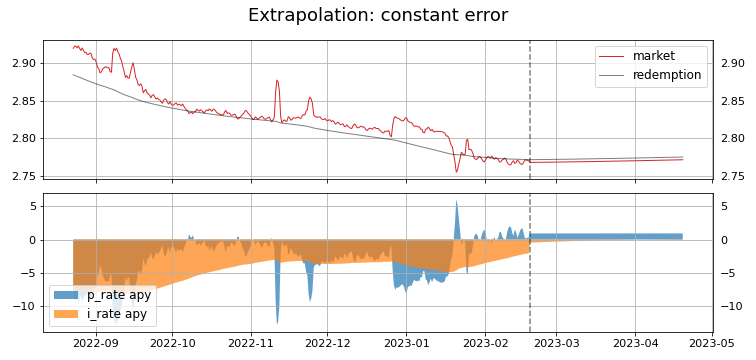 Extrapolation: constant error
2.90 2.90
2.85 2.85
2.80 2.80
2.75 2.75
market
redemption
5 5
0 0
−5 −5
−10 −10
p_rate apy
i_rate apy
2022-09 2022-10 2022-11 2022-12 2023-01 2023-02 2023-03 2023-04 2023-05